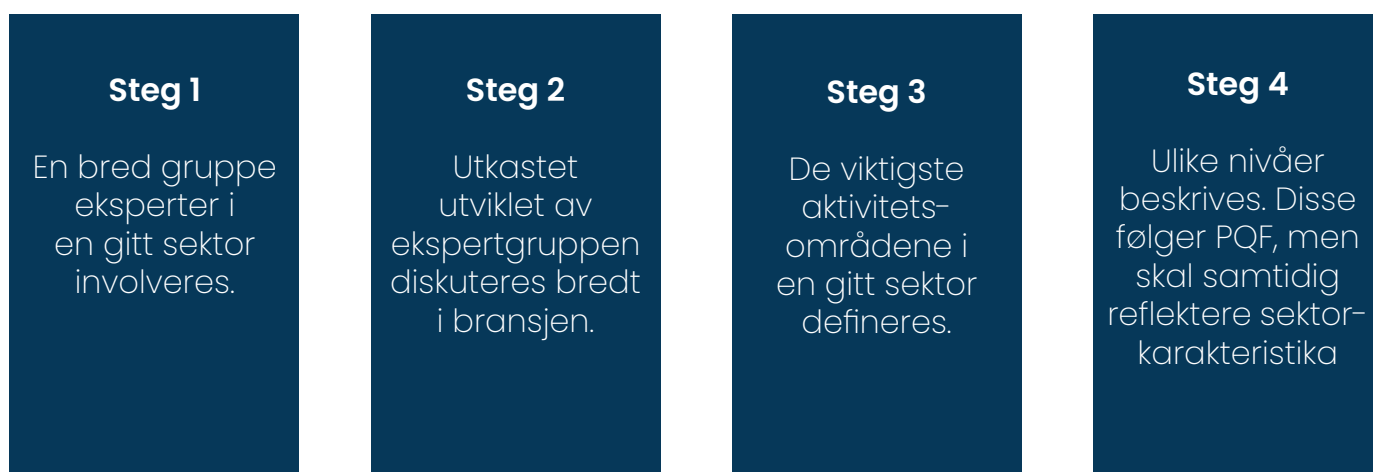 Steg 1
En bred gruppe
eksperter i
en gitt sektor
involveres.
Steg 2
Utkastet
utviklet av
ekspertgruppen
diskuteres bredt
i bransjen.
Steg 3
De viktigste
aktivitets-
områdene i
en gitt sektor
defineres.
Steg 4
Ulike nivåer
beskrives. Disse
følger PQF, men
skal samtidig
reflektere sektor-
karakteristika